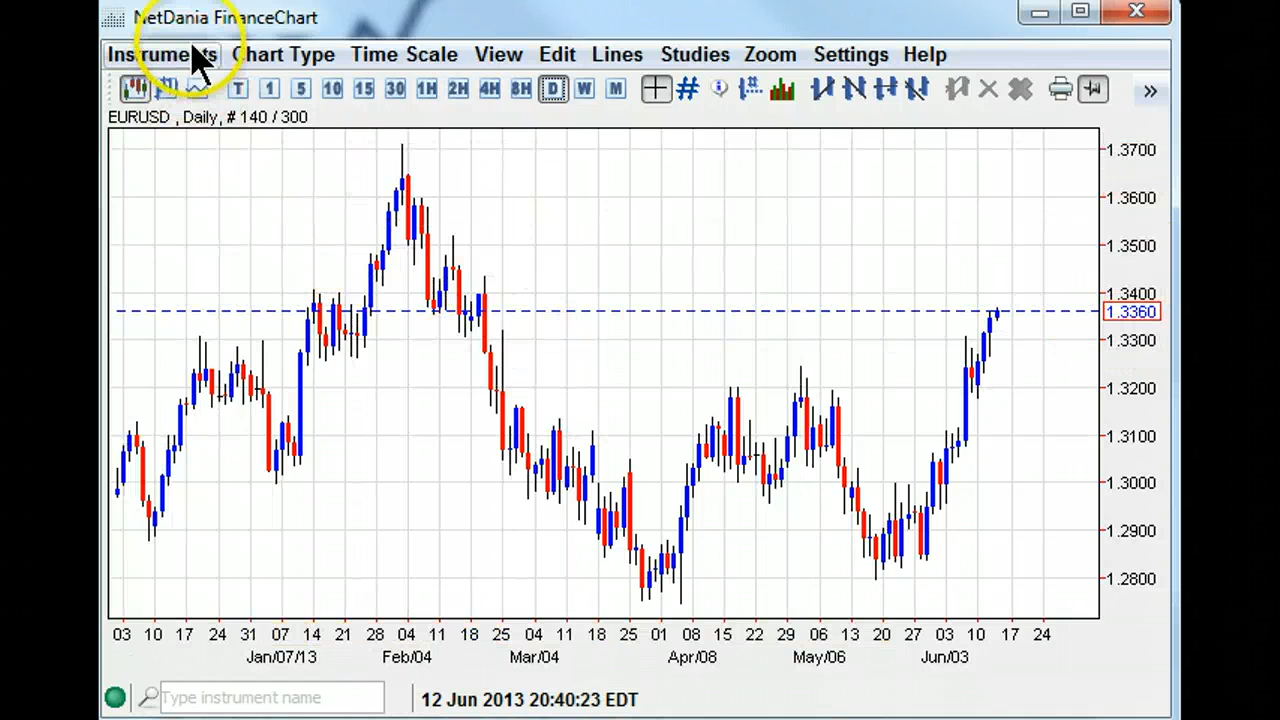 NetDania FinanceChart
Instruments Chart Type Time Scale View Edit Lines Studies Zoom Settings Help
T 1 5 10 15 30 1H 2H 4H 8H D W M # »
EURUSD , Daily, # 140 / 300
1.3700
1.3600
1.3500
1.3400
1.3360
1.3300
1.3200
1.3100
1.3000
1.2900
1.2800
03 10 17 24 31 07 14 21 28 04 11 18 25 04 11 18 25 01 08 15 22 29 06 13 20 27 03 10 17 24
Jan/07/13 Feb/04 Mar/04 Apr/08 May/06 Jun/03
Type instrument name 12 Jun 2013 20:40:23 EDT